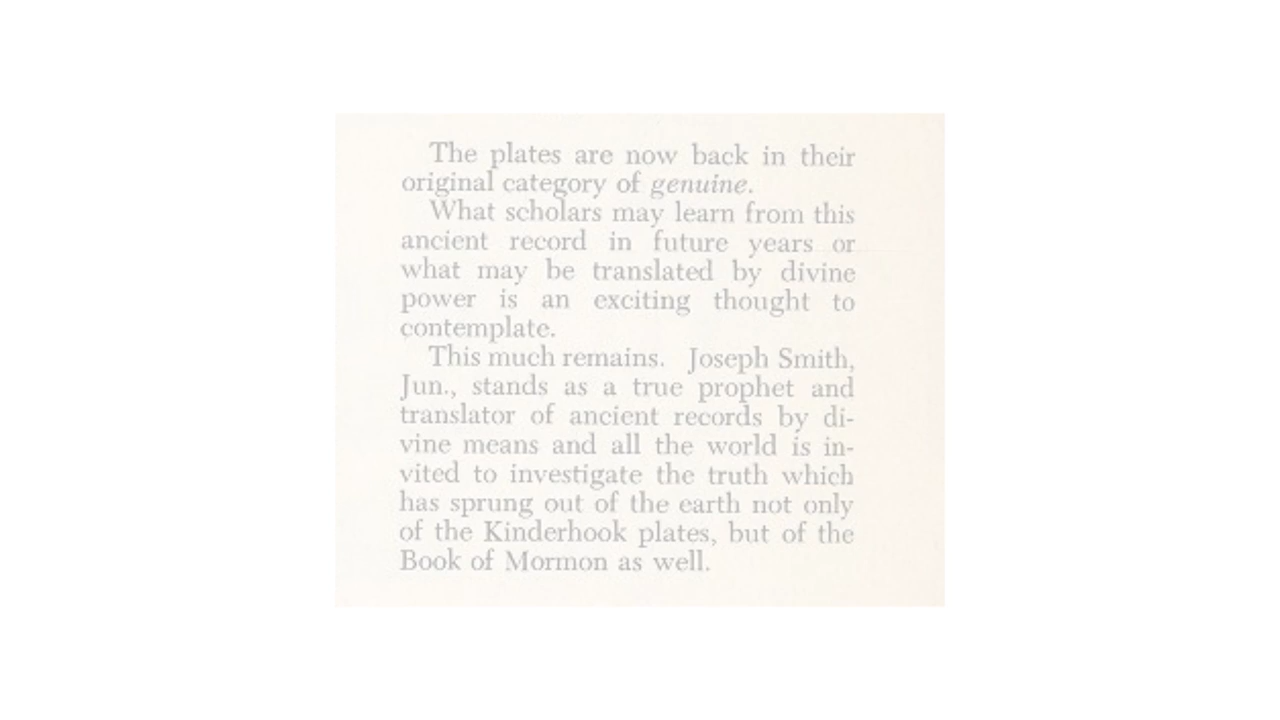 The plates are now back in their
original category of genuine.
What scholars may learn from this
ancient record in future years or
what may be translated by divine
power is an exciting thought to
contemplate.
This much remains. Joseph Smith,
Jun., stands as a true prophet and
translator of ancient records by di-
vine means and all the world is in-
vited to investigate the truth which
has sprung out of the earth not only
of the Kinderhook plates, but of the
Book of Mormon as well.